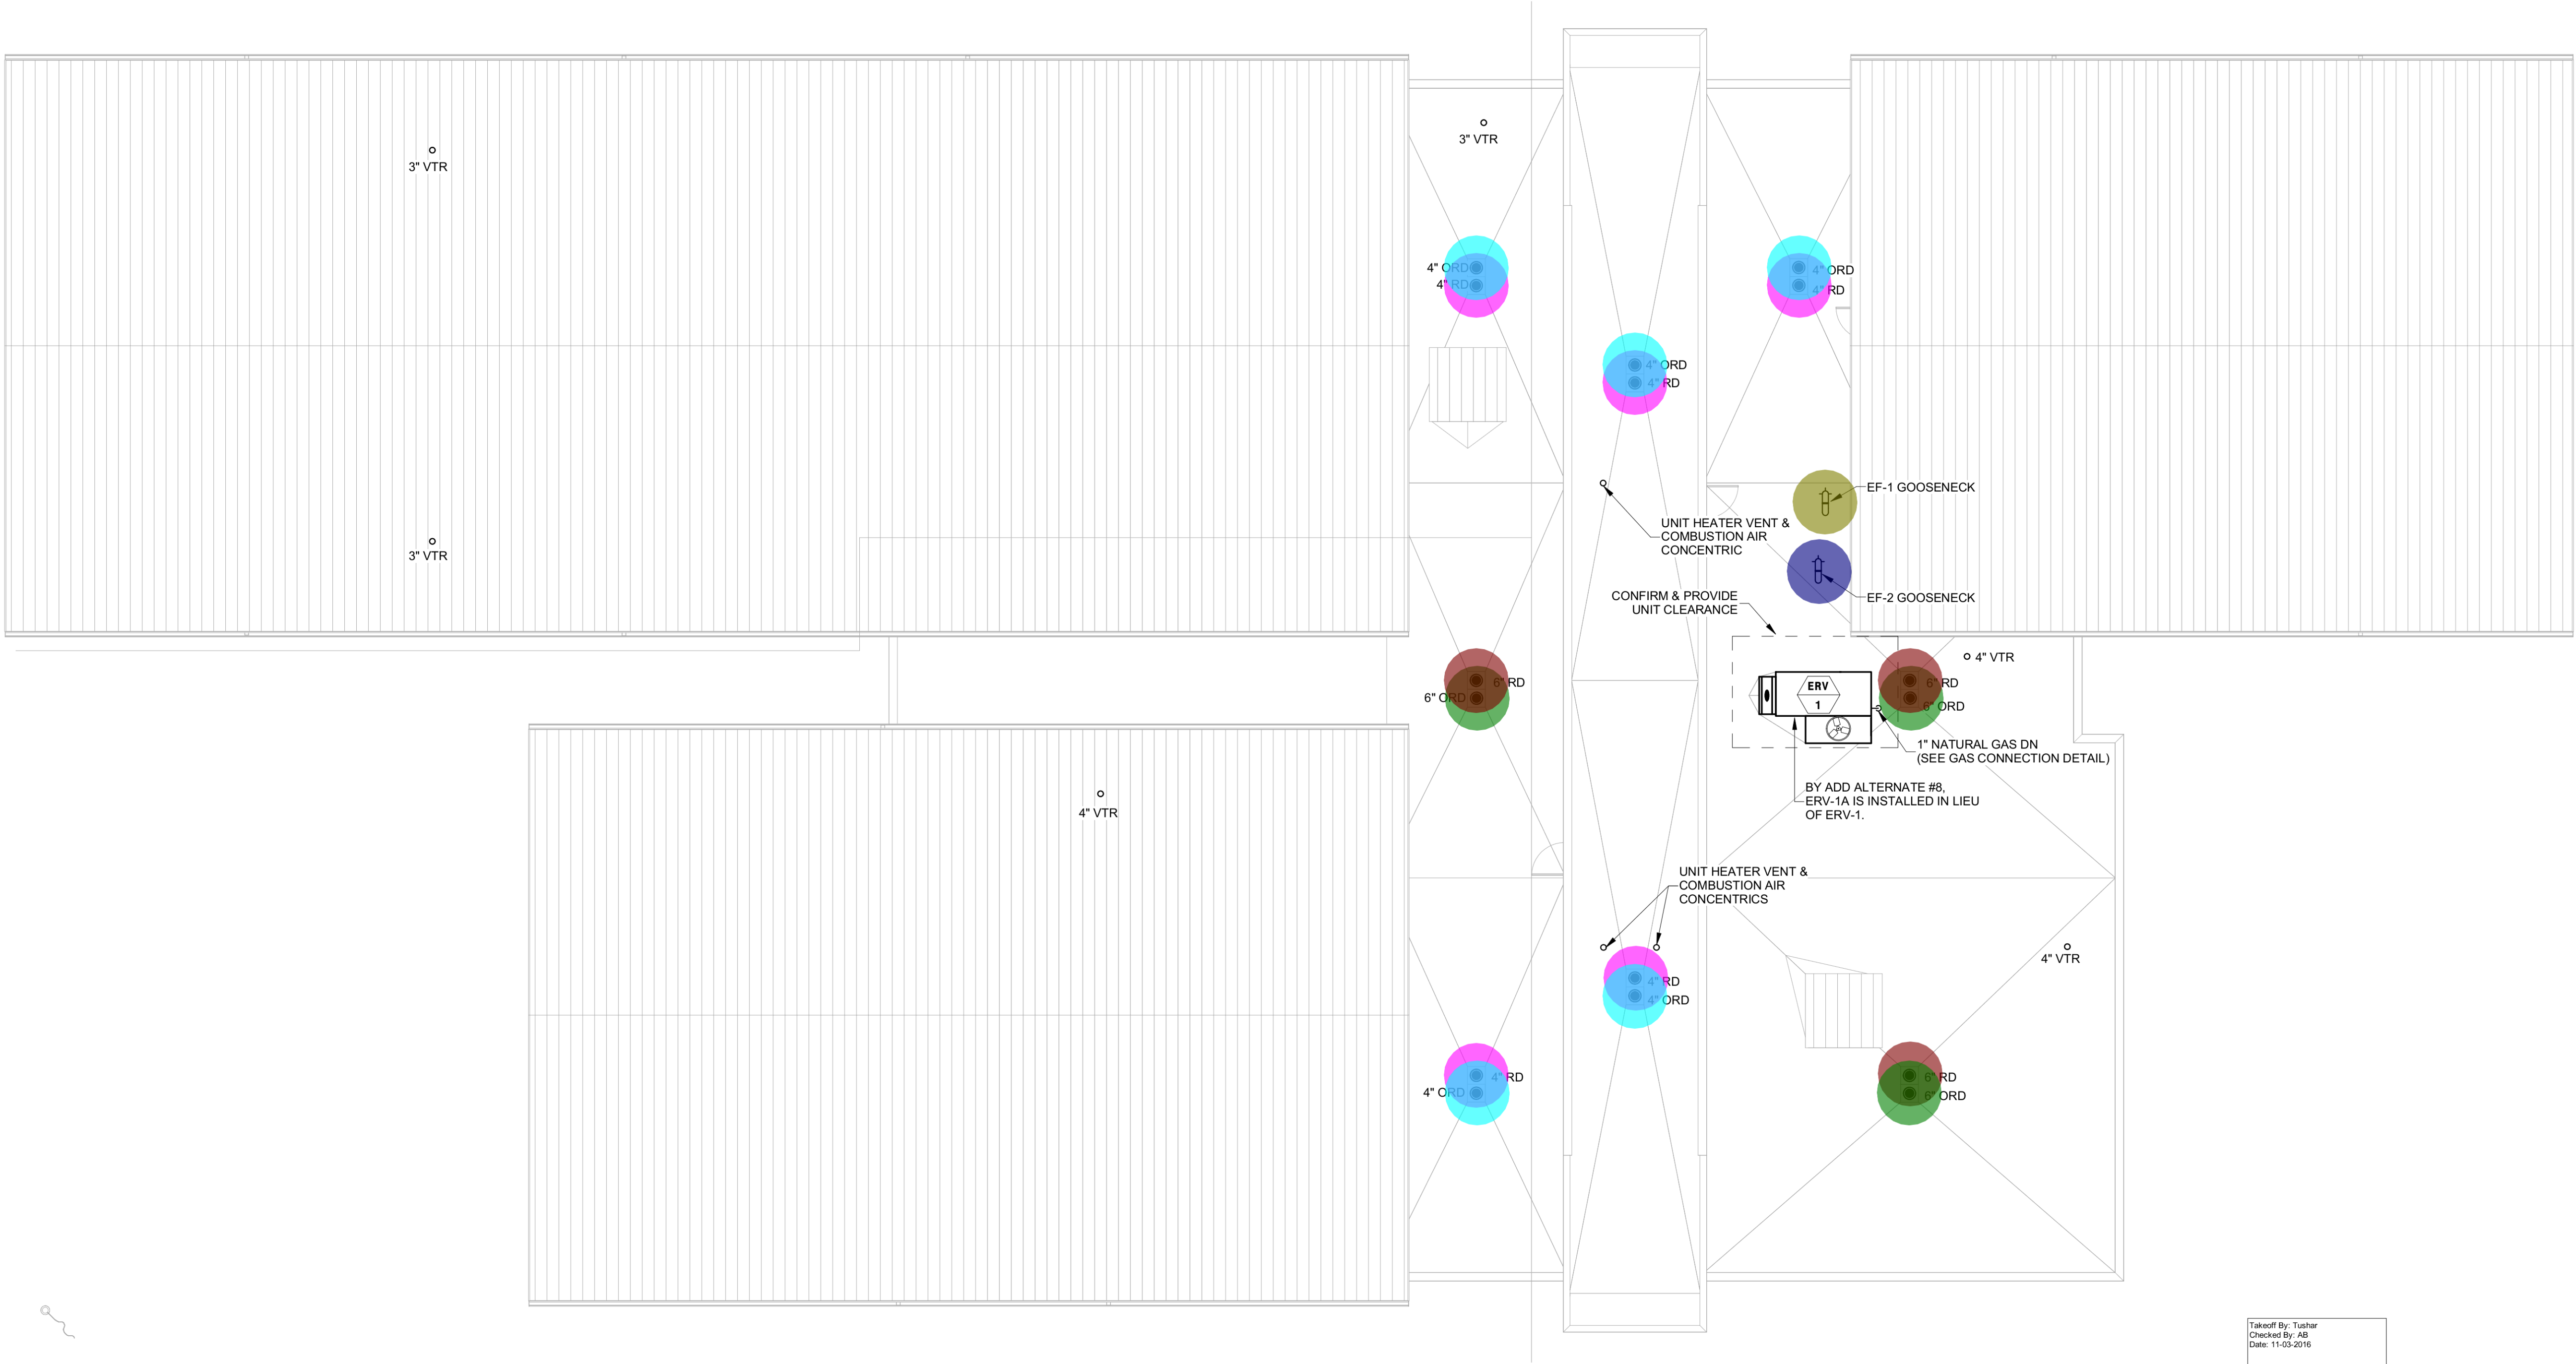 3" VTR
3" VTR
4" ORD
4" RD
4" ORD
4" RD
4" ORD
4" RD
EF-1 GOOSENECK
UNIT HEATER VENT &
COMBUSTION AIR
CONCENTRIC
3" VTR
EF-2 GOOSENECK
CONFIRM & PROVIDE
UNIT CLEARANCE
4" VTR
6" RD
6" ORD
ERV
1
6" RD
6" ORD
1" NATURAL GAS DN
(SEE GAS CONNECTION DETAIL)
BY ADD ALTERNATE #8,
ERV-1A IS INSTALLED IN LIEU
OF ERV-1.
4" VTR
UNIT HEATER VENT &
COMBUSTION AIR
CONCENTRICS
4" VTR
4" RD
4" ORD
4" RD
4" ORD
6" RD
6" ORD
Takeoff By: Tushar
Checked By: AB
Date: 11-03-2016